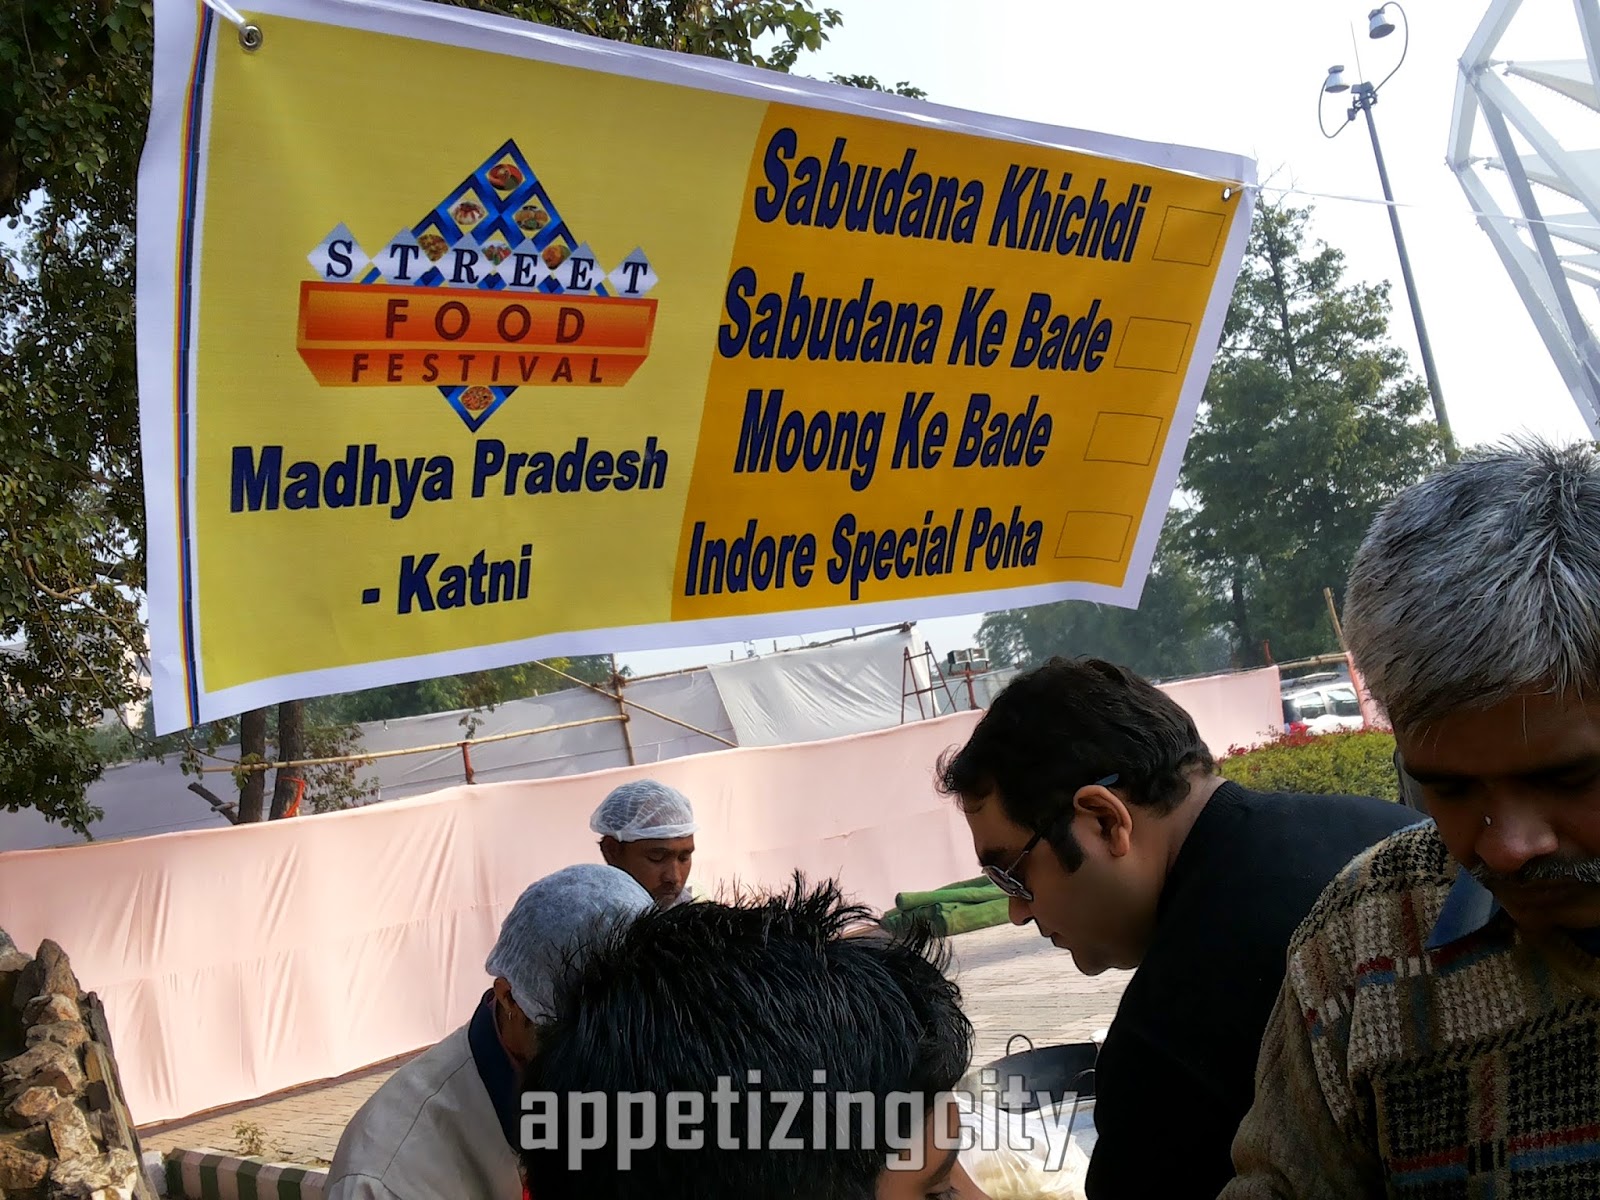 STREET
FOOD
FESTIVAL
Madhya Pradesh
- Katni
Sabudana Khichdi
Sabudana Ke Bade
Moong Ke Bade
Indore Special Poha
appetizingcity